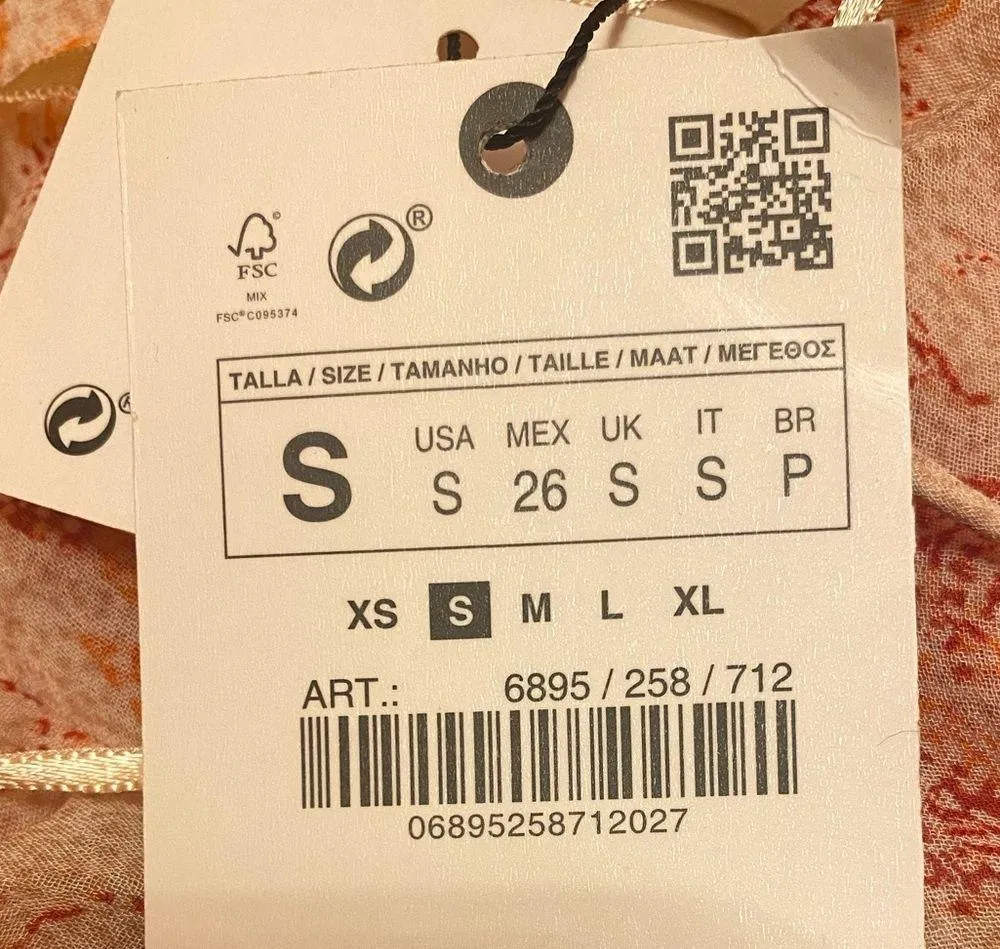 ®
©
FSC
MIX
FSC® C095374
TALLA / SIZE / TAMANHO / TAILLE / MAAT / ΜΕΓΕΘΟΣ
USA MEX UK IT BR
S S 26 S S P
XS S M L XL
ART.: 6895 / 258 / 712
06895258712027